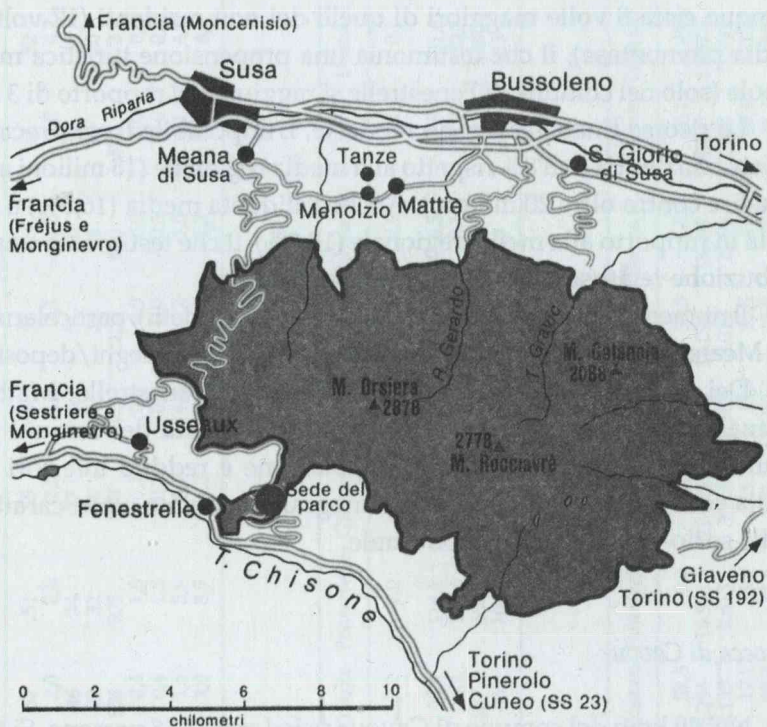 Francia (Moncenisio)
Susa
Bussoleno
Dora Riparia
Meana
di Susa
Tanze
S. Giorio
di Susa
Torino
Francia
(Fréjus e
Monginevro)
Menolzio
Mattie
R. Gerardo
T. Gravio
M. Orsiera
2878
2778
M. Rocciavrè
Francia
(Sestriere e
Monginevro)
Usseaux
Sede del
parco
Fenestrelle
T. Chisone
Giaveno
Torino (SS 192)
Torino
Pinerolo
Cuneo (SS 23)
0 2 4 6 8 10
chilometri